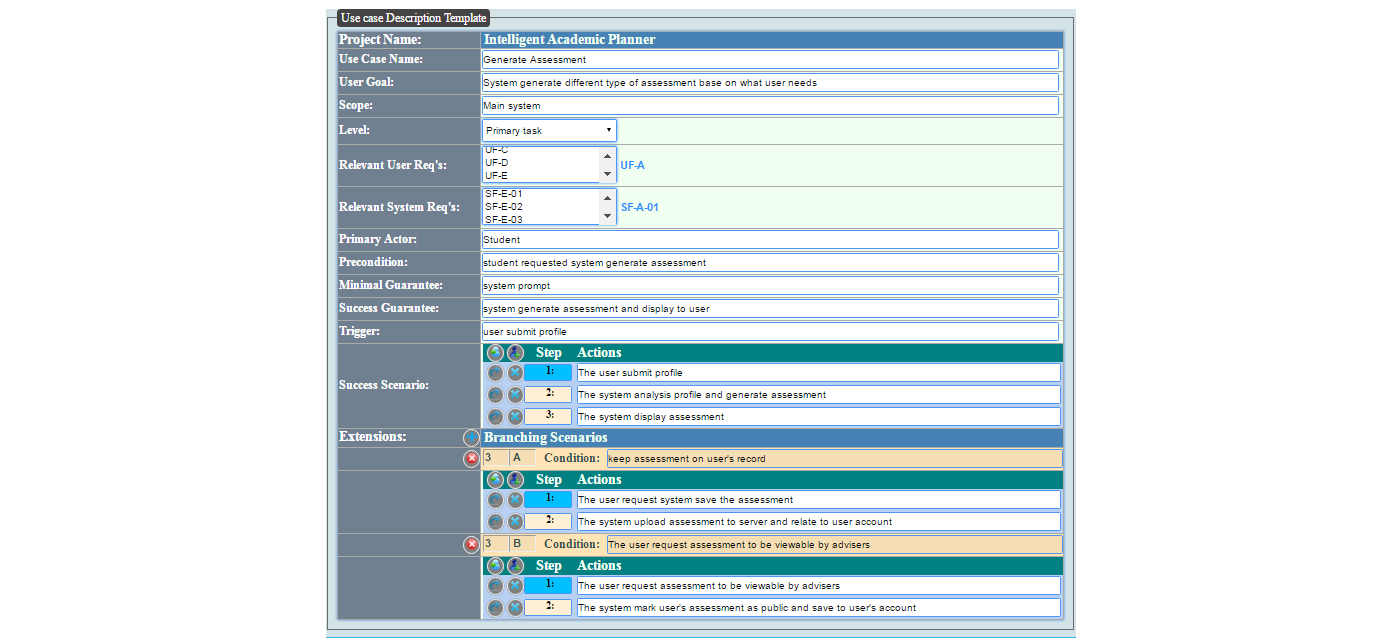 Use case Description Template
Project Name: Intelligent Academic Planner
Use Case Name: Generate Assessment
User Goal: System generate different type of assessment base on what user needs
Scope: Main system
Level: Primary task
Relevant User Req's: UF-C UF-D UF-E UF-A
Relevant System Req's: SF-E-01 SF-E-02 SF-E-03 SF-A-01
Primary Actor: Student
Precondition: student requested system generate assessment
Minimal Guarantee: system prompt
Success Guarantee: system generate assessment and display to user
Trigger: user submit profile
Success Scenario:
Step Actions
1: The user submit profile
2: The system analysis profile and generate assessment
3: The system display assessment
Extensions: Branching Scenarios
3 A Condition: keep assessment on user's record
Step Actions
1: The user request system save the assessment
2: The system upload assessment to server and relate to user account
3 B Condition: The user request assessment to be viewable by advisers
Step Actions
1: The user request assessment to be viewable by advisers
2: The system mark user's assessment as public and save to user's account